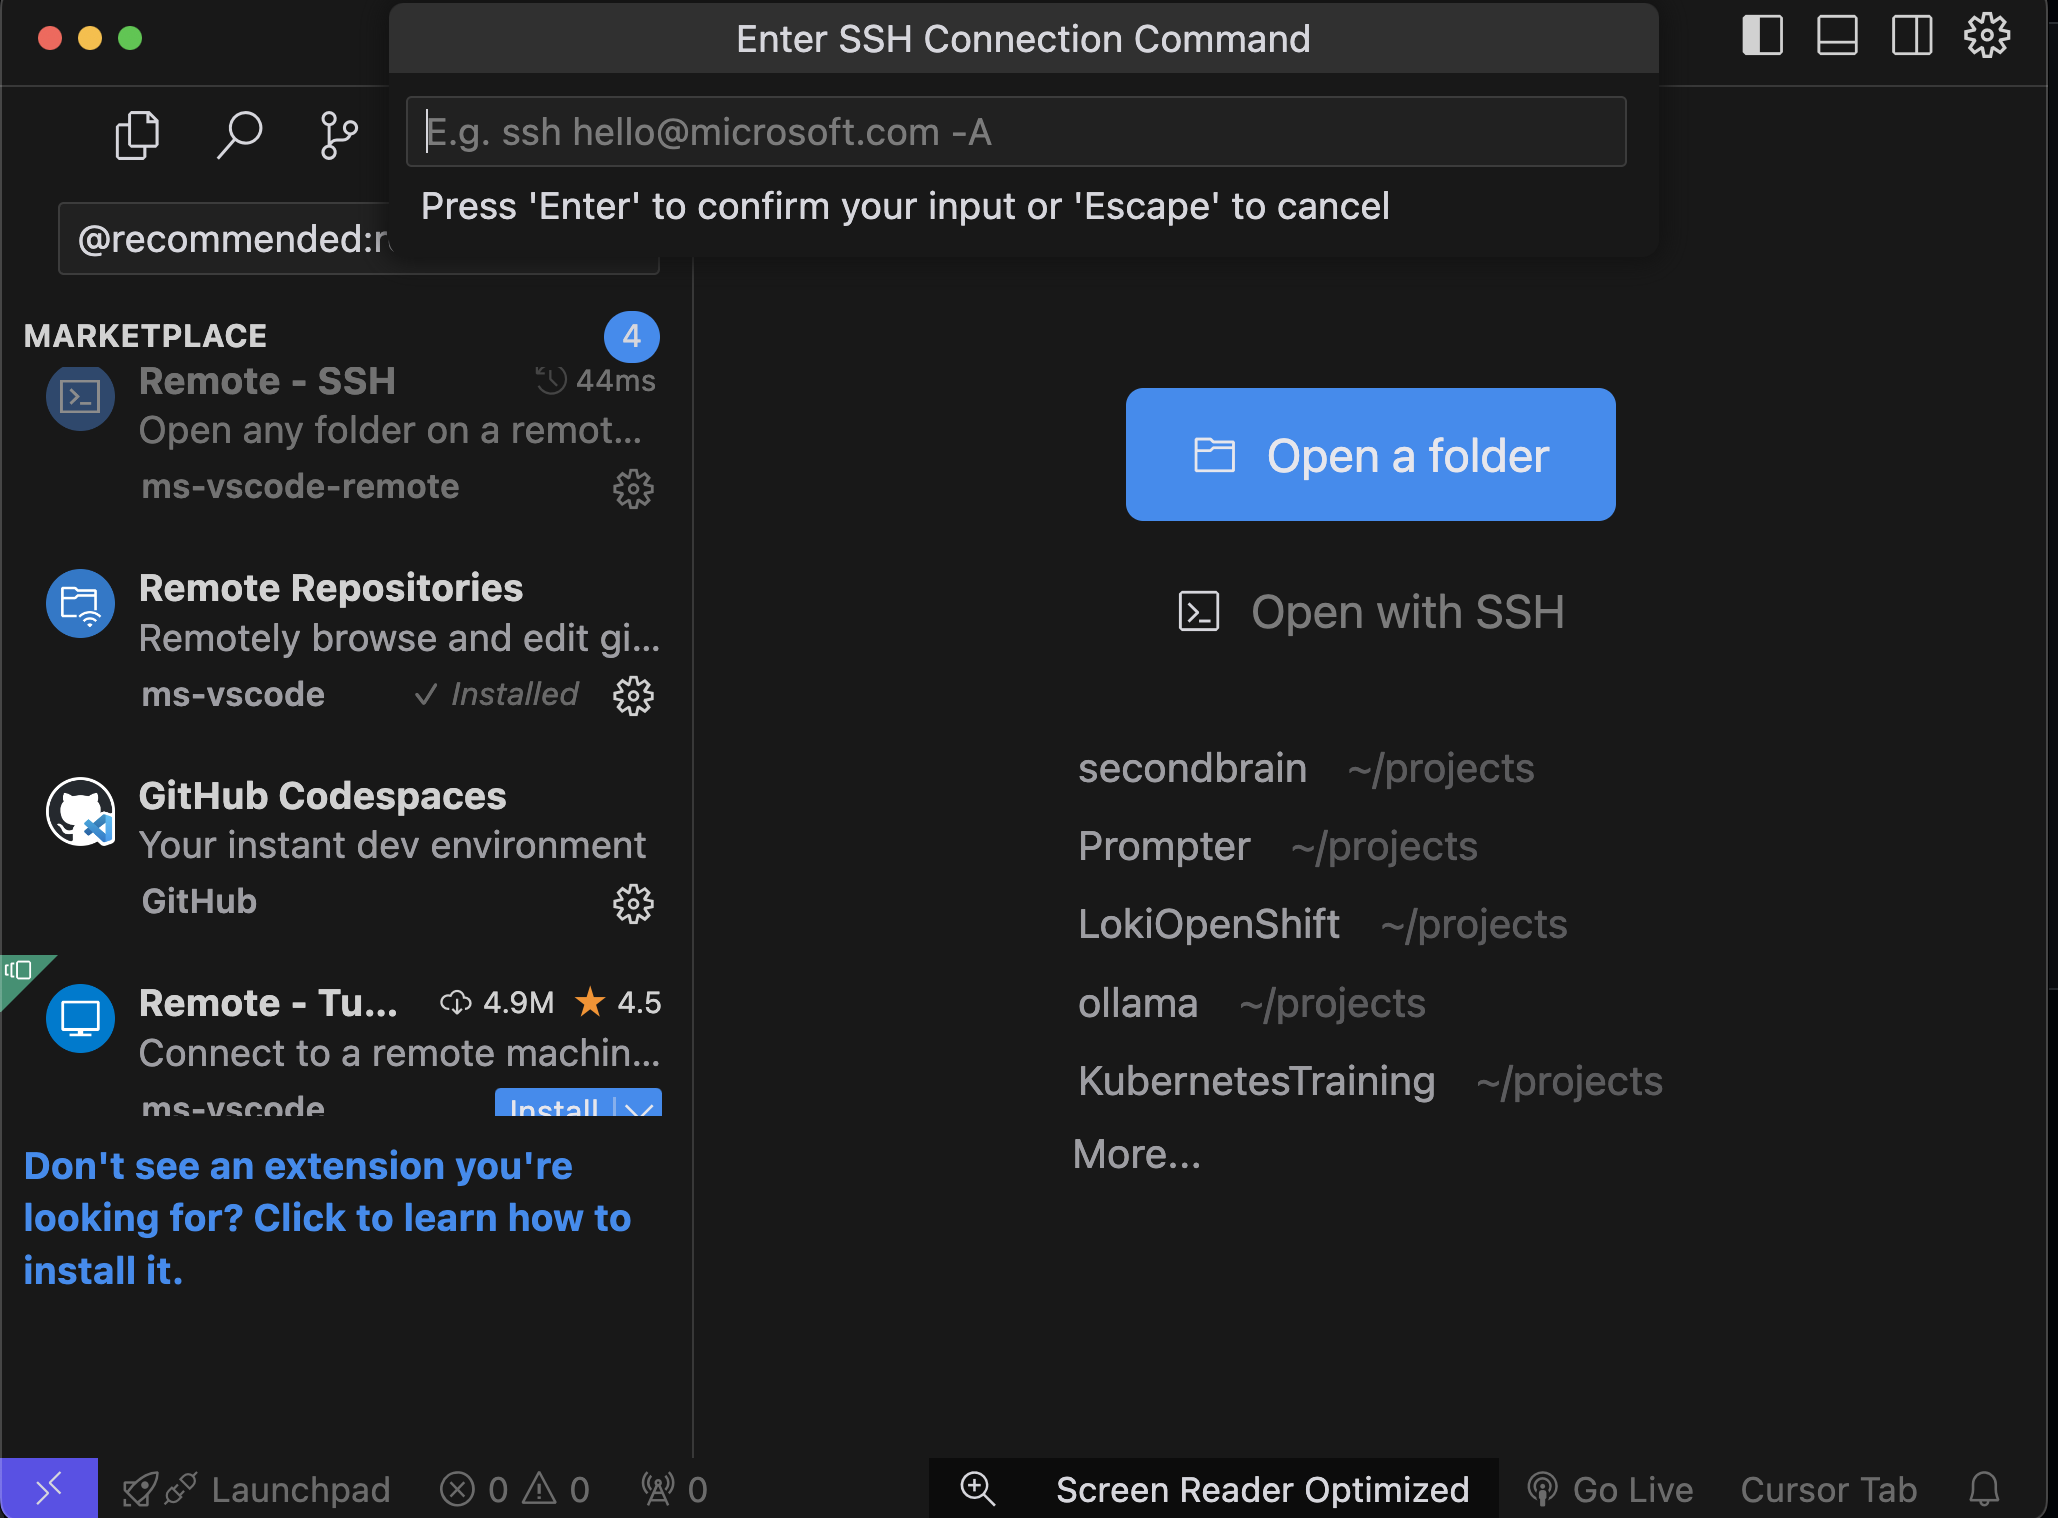 Enter SSH Connection Command
E.g. ssh hello@microsoft.com -A
Press 'Enter' to confirm your input or 'Escape' to cancel
@recommended:r
MARKETPLACE 4
Remote - SSH 44ms
Open any folder on a remot...
ms-vscode-remote
Remote Repositories
Remotely browse and edit gi...
ms-vscode ✓ Installed
GitHub Codespaces
Your instant dev environment
GitHub
Remote - Tu... 4.9M ★ 4.5
Connect to a remote machin...
ms-vscode Install
Don't see an extension you're
looking for? Click to learn how to
install it.
Open a folder
Open with SSH
secondbrain ~/projects
Prompter ~/projects
LokiOpenShift ~/projects
ollama ~/projects
KubernetesTraining ~/projects
More...
Launchpad 0 0 0 Screen Reader Optimized Go Live Cursor Tab